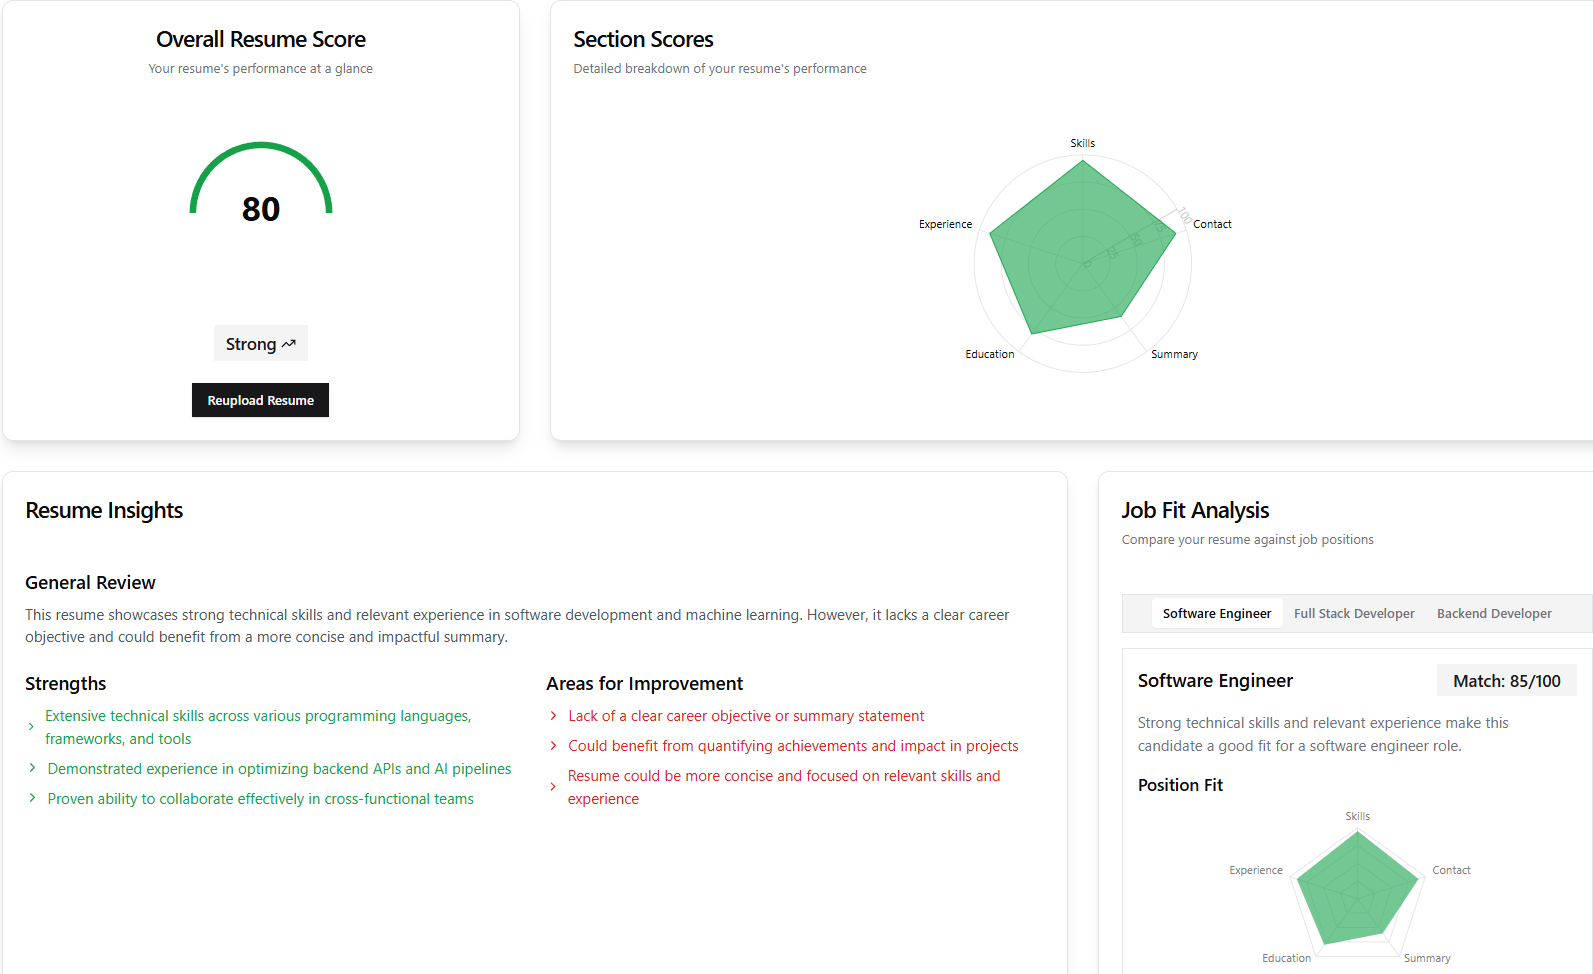 Overall Resume Score
Your resume's performance at a glance
80
Strong
Reupload Resume
Section Scores
Detailed breakdown of your resume's performance
Skills
Experience
Contact
Education
Summary
0
25
50
75
100
Resume Insights
General Review
This resume showcases strong technical skills and relevant experience in software development and machine learning. However, it lacks a clear career
objective and could benefit from a more concise and impactful summary.
Strengths
Extensive technical skills across various programming languages,
frameworks, and tools
Demonstrated experience in optimizing backend APIs and AI pipelines
Proven ability to collaborate effectively in cross-functional teams
Areas for Improvement
Lack of a clear career objective or summary statement
Could benefit from quantifying achievements and impact in projects
Resume could be more concise and focused on relevant skills and
experience
Job Fit Analysis
Compare your resume against job positions
Software Engineer Full Stack Developer Backend Developer
Software Engineer
Match: 85/100
Strong technical skills and relevant experience make this
candidate a good fit for a software engineer role.
Position Fit
Skills
Experience
Contact
Education
Summary